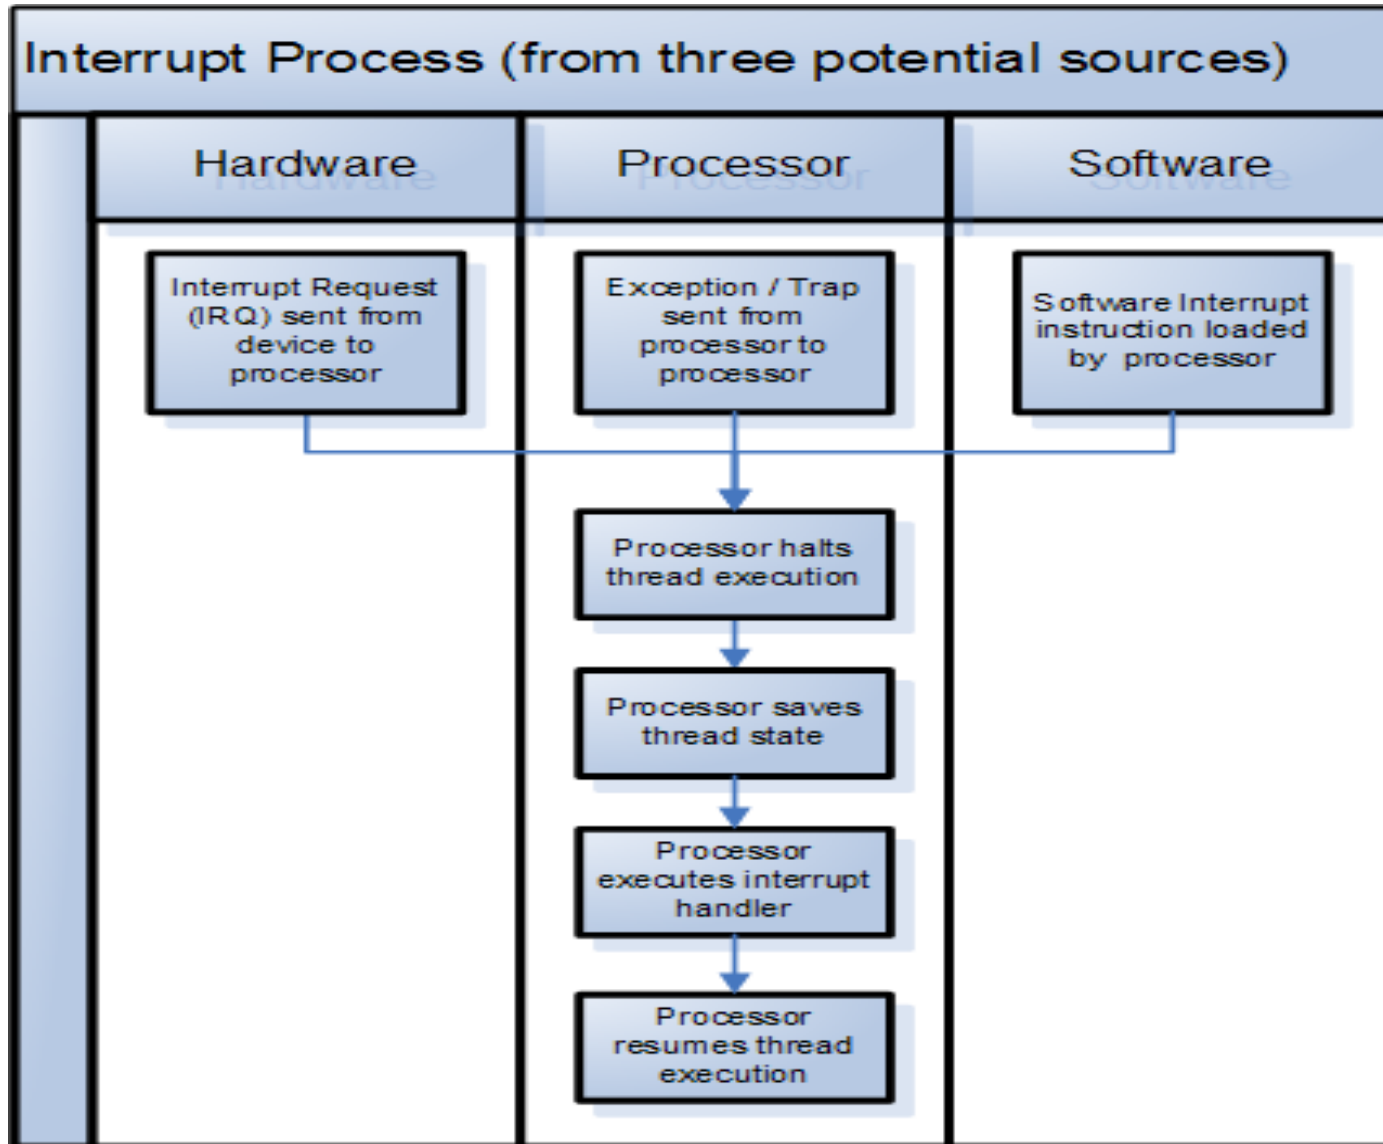 Interrupt Process (from three potential sources)
Hardware
Processor
Software
Interrupt Request
(IRQ) sent from
device to
processor
Exception / Trap
sent from
processor to
processor
Software Interrupt
instruction loaded
by processor
Processor halts
thread execution
Processor saves
thread state
Processor
executes interrupt
handler
Processor
resumes thread
execution